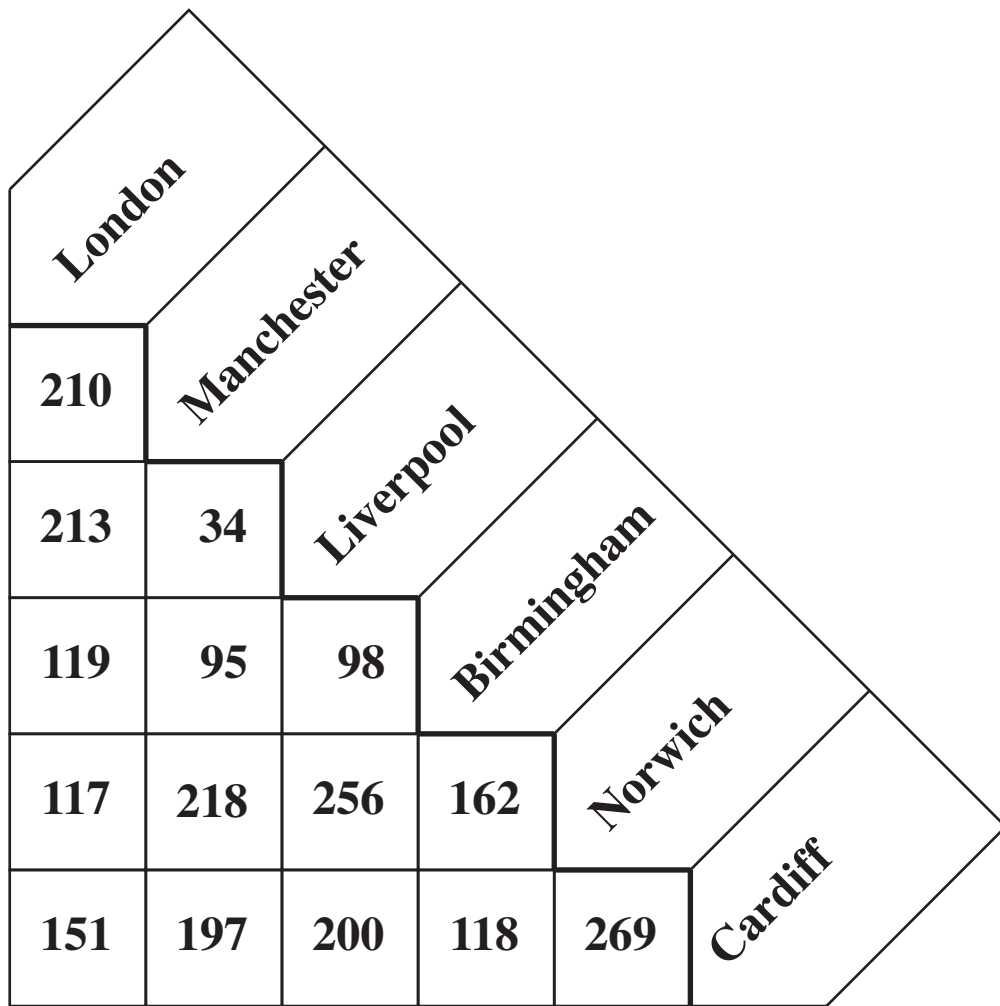 London
210 Manchester
213 34 Liverpool
119 95 98 Birmingham
117 218 256 162 Norwich
151 197 200 118 269 Cardiff